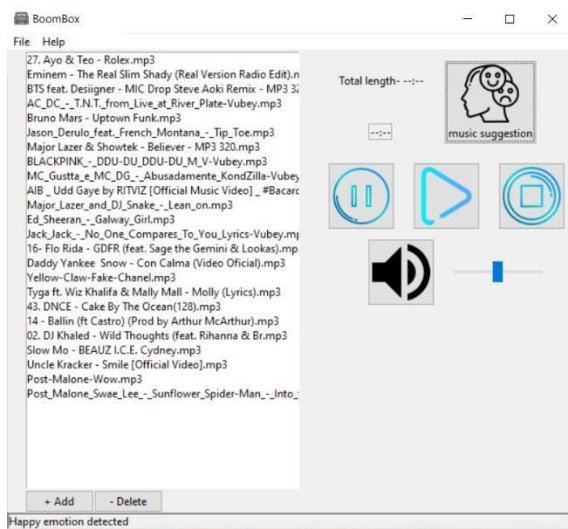 BoomBox
File Help
27. Ayo & Teo - Rolex.mp3
Eminem - The Real Slim Shady (Real Version Radio Edit).n
BTS feat. Desiigner - MIC Drop Steve Aoki Remix - MP3 32
AC_DC_-_T.N.T._from_Live_at_River_Plate-Vubey.mp3
Bruno Mars - Uptown Funk.mp3
Jason_Derulo_feat._French_Montana_-_Tip_Toe.mp3
Major Lazer & Showtek - Believer - MP3 320.mp3
BLACKPINK_-_DDU-DU_DDU-DU_M_V-Vubey.mp3
MC_Gustta_e_MC_DG_-_Abusadamente_KondZilla-Vubey
AIB _ Udd Gaye by RITVIZ [Official Music Video] _ #Bacarc
Major_Lazer_and_DJ_Snake_-_Lean_on.mp3
Ed_Sheeran_-_Galway_Girl.mp3
Jack_Jack_-_No_One_Compares_To_You_Lyrics-Vubey.mp
16- Flo Rida - GDFR (feat. Sage the Gemini & Lookas).mp
Daddy Yankee Snow - Con Calma (Video Oficial).mp3
Yellow-Claw-Fake-Chanel.mp3
Tyga ft. Wiz Khalifa & Mally Mall - Molly (Lyrics).mp3
43. DNCE - Cake By The Ocean(128).mp3
14 - Ballin (ft Castro) (Prod by Arthur McArthur).mp3
02. DJ Khaled - Wild Thoughts (feat. Rihanna & Br.mp3
Slow Mo - BEAUZ I.C.E. Cydney.mp3
Uncle Kracker - Smile [Official Video].mp3
Post-Malone-Wow.mp3
Post_Malone_Swae_Lee_-_Sunflower_Spider-Man_-_Into_
Total length- --:--
--:--
music suggestion
+ Add - Delete
Happy emotion detected